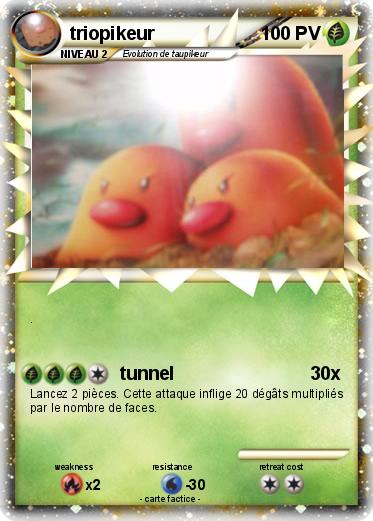 triopikeur 100 PV
NIVEAU 2 Evolution de taupikeur
.
tunnel 30x
Lancez 2 pièces. Cette attaque inflige 20 dégâts multipliés
par le nombre de faces.
weakness resistance retreat cost
x2 -30
- carte factice -